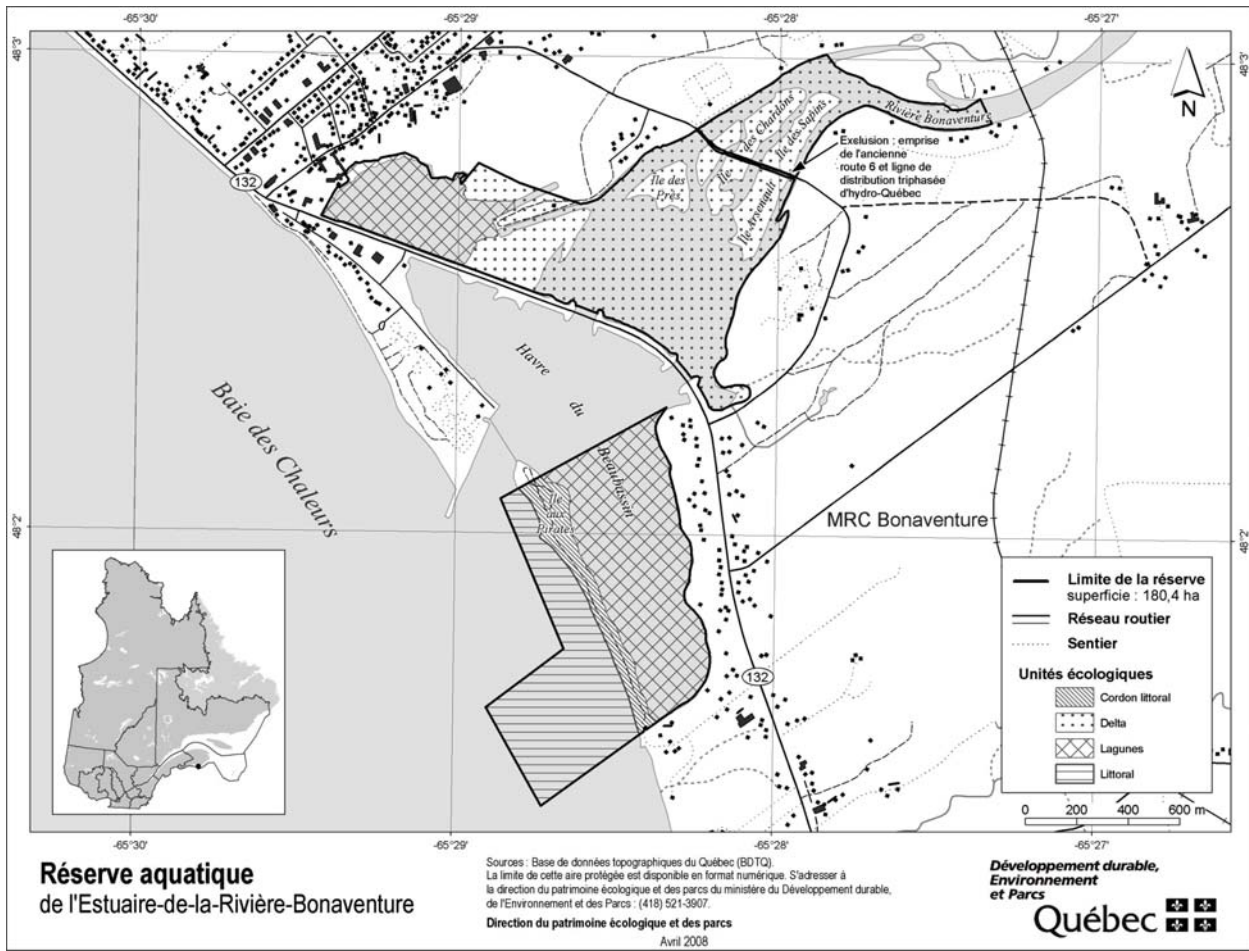 -65°30'
-65°29'
-65°28'
-65°27'
48°3'
48°3'
N
Rivière Bonaventure
Île des Chardons
Île des Sapins
Exclusion : emprise
de l'ancienne
route 6 et ligne de
distribution triphasée
d'hydro-Québec
132
Île des
Prés
Île Arsenault
Havre
du
Beaubassin
Baie des Chaleurs
Île
aux
Pirates
48°2'
48°2'
MRC Bonaventure
132
Limite de la réserve
superficie : 180,4 ha
Réseau routier
Sentier
Unités écologiques
Cordon littoral
Delta
Lagunes
Littoral
0 200 400 600 m
-65°30'
-65°29'
-65°28'
-65°27'
Réserve aquatique
de l'Estuaire-de-la-Rivière-Bonaventure
Sources : Base de données topographiques du Québec (BDTQ).
La limite de cette aire protégée est disponible en format numérique. S'adresser à
la direction du patrimoine écologique et des parcs du ministère du Développement durable,
de l'Environnement et des Parcs : (418) 521-3907.
Direction du patrimoine écologique et des parcs
Avril 2008
Développement durable,
Environnement
et Parcs
Québec